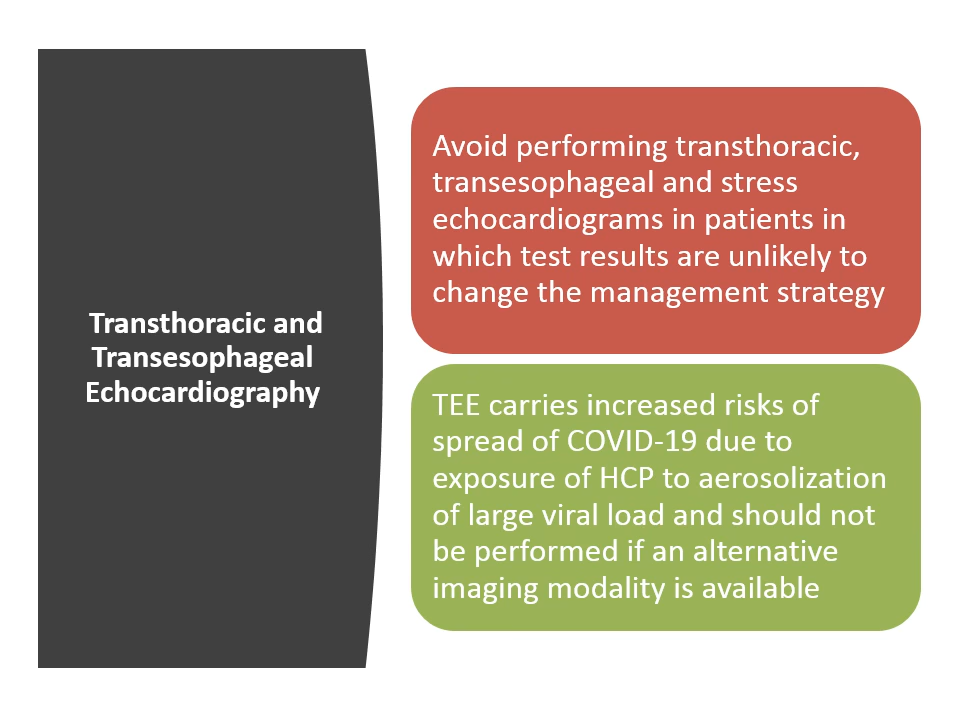 Transthoracic and
Transesophageal
Echocardiography
Avoid performing transthoracic,
transesophageal and stress
echocardiograms in patients in
which test results are unlikely to
change the management strategy
TEE carries increased risks of
spread of COVID-19 due to
exposure of HCP to aerosolization
of large viral load and should not
be performed if an alternative
imaging modality is available